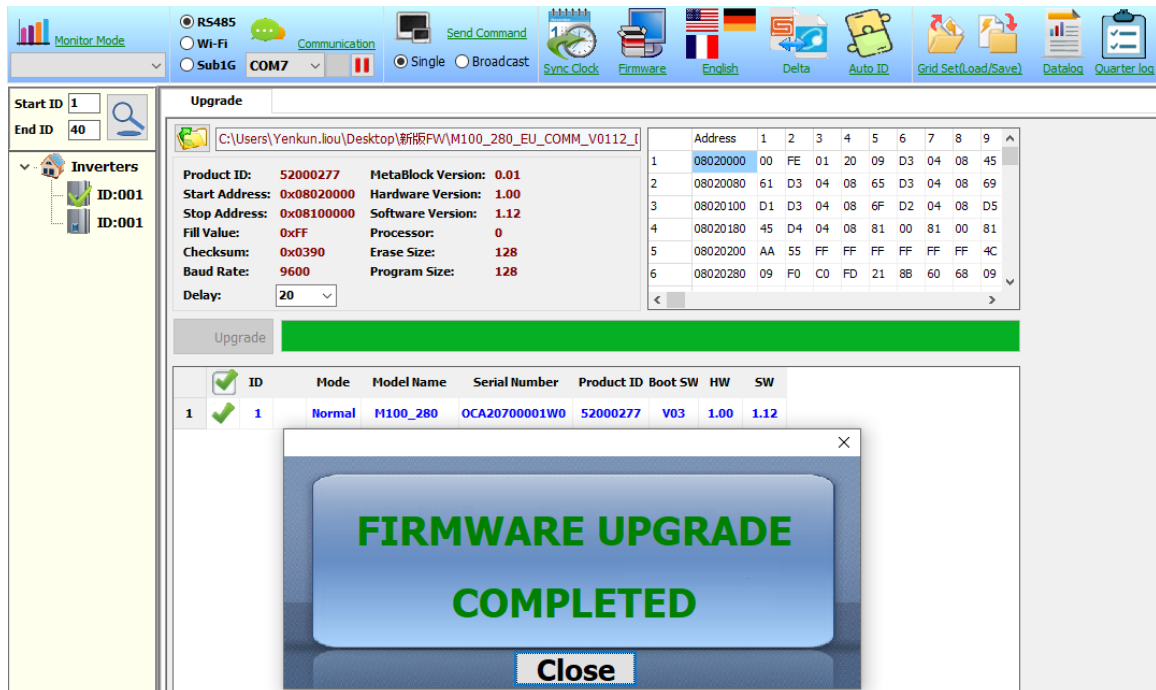 Monitor Mode
RS485
Wi-Fi
Sub1G
COM7
Communication
Send Command
Single
Broadcast
Sync Clock
Firmware
English
Delta
Auto ID
Grid Set(Load/Save)
Datalog
Quarter log
Start ID 1
End ID 40
Inverters
ID:001
ID:001
Upgrade
C:\Users\Yenkun.liou\Desktop\新版FW\M100_280_EU_COMM_V0112_
Product ID: 52000277 MetaBlock Version: 0.01
Start Address: 0x08020000 Hardware Version: 1.00
Stop Address: 0x08100000 Software Version: 1.12
Fill Value: 0xFF Processor: 0
Checksum: 0x0390 Erase Size: 128
Baud Rate: 9600 Program Size: 128
Delay: 20
Address 1 2 3 4 5 6 7 8 9
1 08020000 00 FE 01 20 09 D3 04 08 45
2 08020080 61 D3 04 08 65 D3 04 08 69
3 08020100 D1 D3 04 08 6F D2 04 08 D5
4 08020180 45 D4 04 08 81 00 81 00 81
5 08020200 AA 55 FF FF FF FF FF FF 4C
6 08020280 09 F0 C0 FD 21 8B 60 68 09
Upgrade
ID Mode Model Name Serial Number Product ID Boot SW HW SW
1 1 Normal M100_280 OCA20700001W0 52000277 V03 1.00 1.12
FIRMWARE UPGRADE
COMPLETED
Close